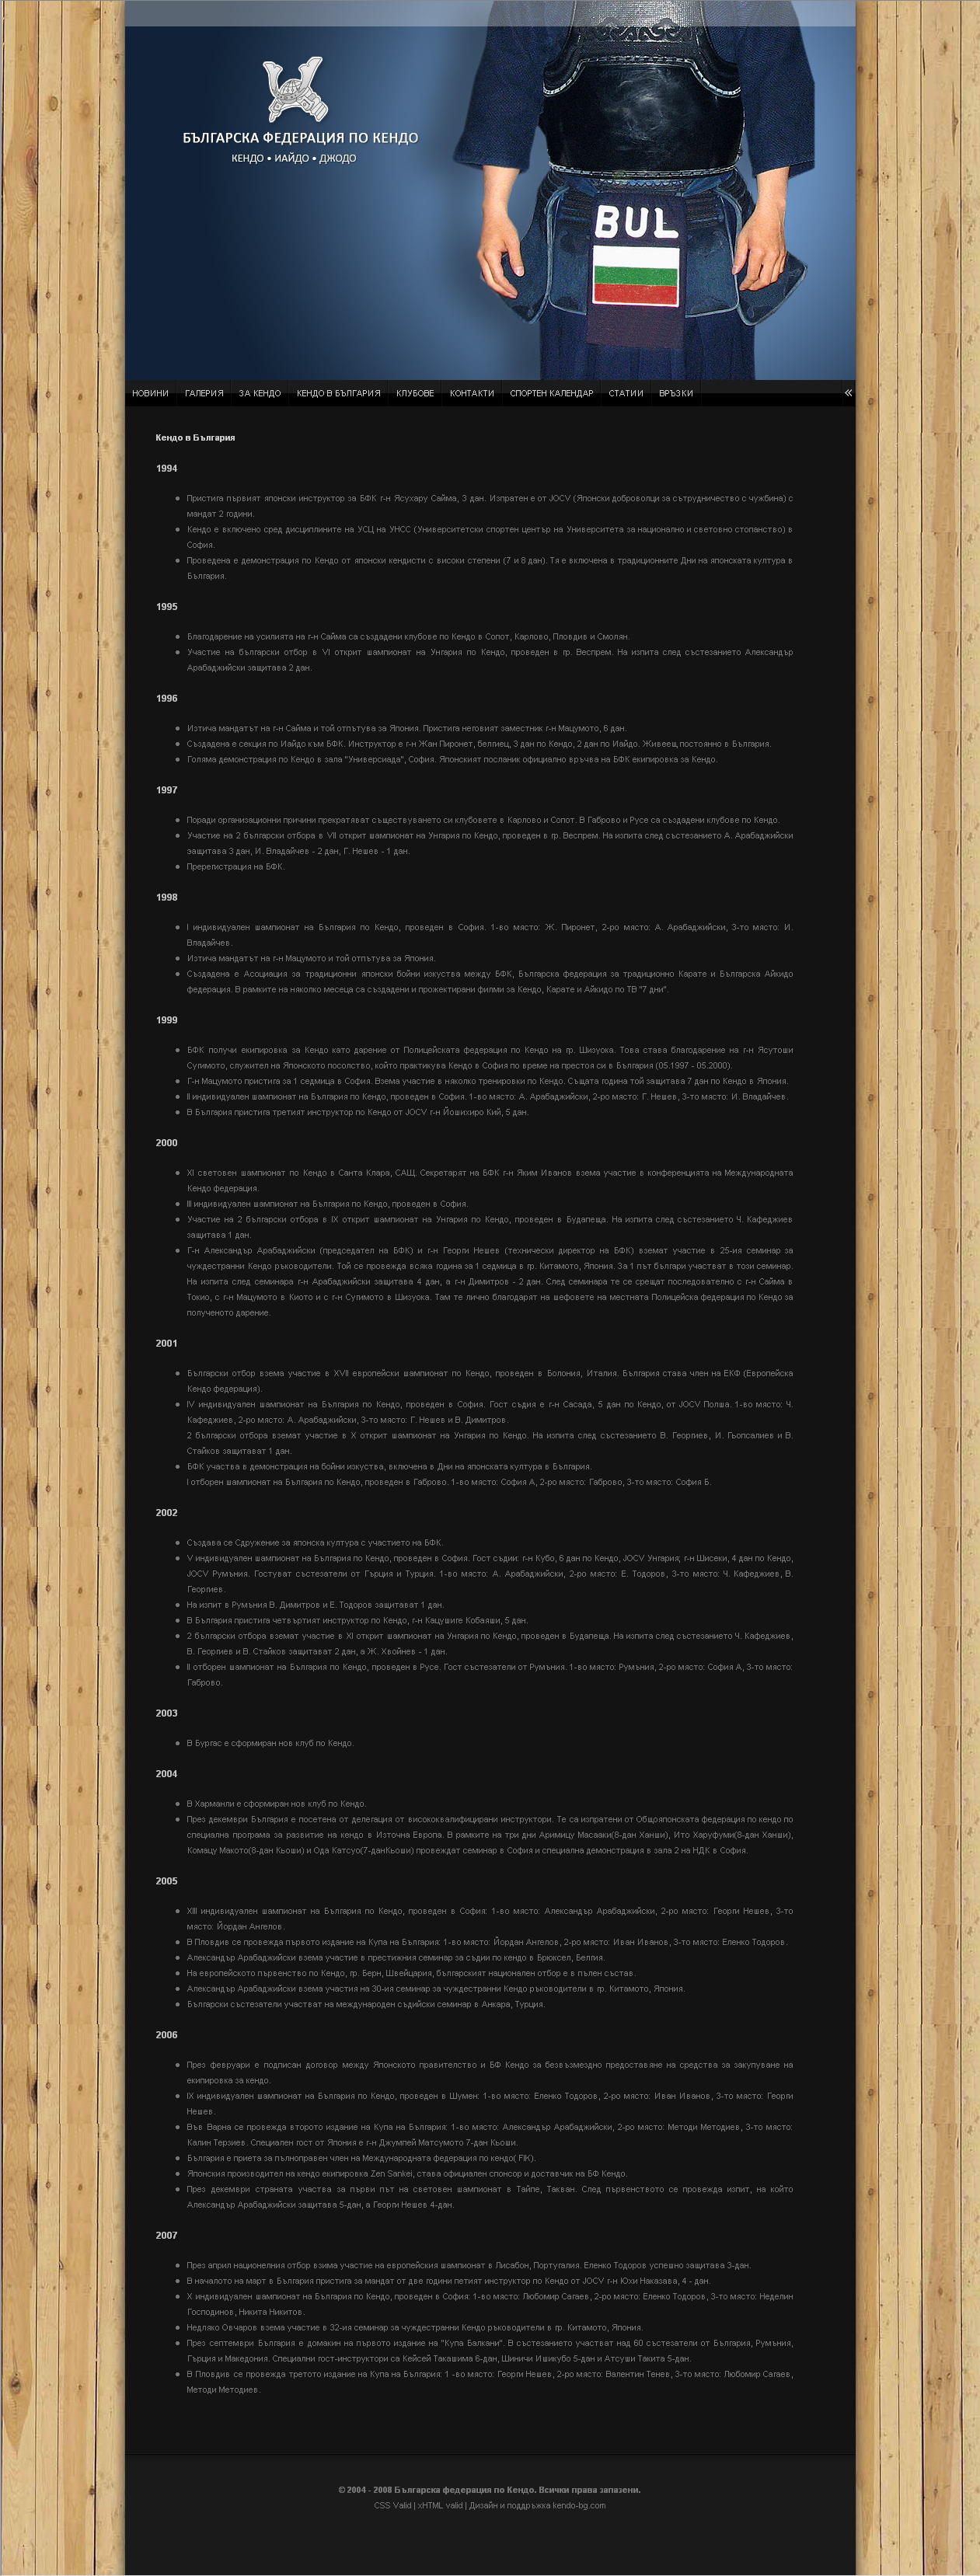 БЪЛГАРСКА ФЕДЕРАЦИЯ ПО КЕНДО
КЕНДО • ИАЙДО • ДЖОДО
BUL
НОВИНИ ГАЛЕРИЯ ЗА КЕНДО КЕНДО В БЪЛГАРИЯ КЛУБОВЕ КОНТАКТИ СПОРТЕН КАЛЕНДАР СТАТИИ ВРЪЗКИ «
Кендо в България
1994
Пристига първият японски инструктор за БФК г-н Ясухару Сайма, 3 дан. Изпратен е от JOCV (Японски доброволци за сътрудничество с чужбина) с
мандат 2 години.
Кендо е включено сред дисциплините на УСЦ на УНСС (Университетски спортен център на Университета за национално и световно стопанство) в
София.
Проведена е демонстрация по Кендо от японски кендисти с високи степени (7 и 8 дан). Тя е включена в традиционните Дни на японската култура в
България.
1995
Благодарение на усилията на г-н Сайма са създадени клубове по Кендо в Сопот, Карлово, Пловдив и Смолян.
Участие на български отбор в VI открит шампионат на Унгария по Кендо, проведен в гр. Веспрем. На изпита след състезанието Александър
Арабаджийски защитава 2 дан.
1996
Изтича мандатът на г-н Сайма и той отпътува за Япония. Пристига неговият заместник г-н Мацумото, 6 дан.
Създадена е секция по Иайдо към БФК. Инструктор е г-н Жан Пиронет, белгиец, 3 дан по Кендо, 2 дан по Иайдо. Живеещ постоянно в България.
Голяма демонстрация по Кендо в зала "Универсиада", София. Японският посланик официално връчва на БФК екипировка за Кендо.
1997
Поради организационни причини прекратяват съществуването си клубовете в Карлово и Сопот. В Габрово и Русе са създадени клубове по Кендо.
Участие на 2 български отбора в VII открит шампионат на Унгария по Кендо, проведен в гр. Веспрем. На изпита след състезанието А. Арабаджийски
защитава 3 дан, И. Владайчев - 2 дан, Г. Нешев - 1 дан.
Пререгистрация на БФК.
1998
I индивидуален шампионат на България по Кендо, проведен в София. 1-во място: Ж. Пиронет, 2-ро място: А. Арабаджийски, 3-то място: И.
Владайчев.
Изтича мандатът на г-н Мацумото и той отпътува за Япония.
Създадена е Асоциация за традиционни японски бойни изкуства между БФК, Българска федерация за традиционно Карате и Българска Айкидо
федерация. В рамките на няколко месеца са създадени и прожектирани филми за Кендо, Карате и Айкидо по ТВ "7 дни".
1999
БФК получи екипировка за Кендо като дарение от Полицейската федерация по Кендо на гр. Шизуока. Това става благодарение на г-н Ясутоши
Сугимото, служител на Японското посолство, който практикува Кендо в София по време на престоя си в България (05.1997 - 05.2000).
Г-н Мацумото пристига за 1 седмица в София. Взема участие в няколко тренировки по Кендо. Същата година той защитава 7 дан по Кендо в Япония.
II индивидуален шампионат на България по Кендо, проведен в София. 1-во място: А. Арабаджийски, 2-ро място: Г. Нешев, 3-то място: И. Владайчев.
В България пристига третият инструктор по Кендо от JOCV г-н Йошихиро Кий, 5 дан.
2000
XI световен шампионат по Кендо в Санта Клара, САЩ. Секретарят на БФК г-н Яким Иванов взема участие в конференцията на Международната
Кендо федерация.
III индивидуален шампионат на България по Кендо, проведен в София.
Участие на 2 български отбора в IX открит шампионат на Унгария по Кендо, проведен в Будапеща. На изпита след състезанието Ч. Кафеджиев
защитава 1 дан.
Г-н Александър Арабаджийски (председател на БФК) и г-н Георги Нешев (технически директор на БФК) вземат участие в 25-ия семинар за
чуждестранни Кендо ръководители. Той се провежда всяка година за 1 седмица в гр. Китамото, Япония. За 1 път българи участват в този семинар.
На изпита след семинара г-н Арабаджийски защитава 4 дан, а г-н Димитров - 2 дан. След семинара те се срещат последователно с г-н Сайма в
Токио, с г-н Мацумото в Киото и с г-н Сугимото в Шизуока. Там те лично благодарят на шефовете на местната Полицейска федерация по Кендо за
полученото дарение.
2001
Български отбор взема участие в XVII европейски шампионат по Кендо, проведен в Болония, Италия. България става член на ЕКФ (Европейска
Кендо федерация).
IV индивидуален шампионат на България по Кендо, проведен в София. Гост съдия е г-н Сасада, 5 дан по Кендо, от JOCV Полша. 1-во място: Ч.
Кафеджиев, 2-ро място: А. Арабаджийски, 3-то място: Г. Нешев и В. Димитров.
2 български отбора вземат участие в X открит шампионат на Унгария по Кендо. На изпита след състезанието В. Георгиев, И. Гьопсалиев и В.
Стайков защитават 1 дан.
БФК участва в демонстрация на бойни изкуства, включена в Дни на японската култура в България.
I отборен шампионат на България по Кендо, проведен в Габрово. 1-во място: София А, 2-ро място: Габрово, 3-то място: София Б.
2002
Създава се Сдружение за японска култура с участието на БФК.
V индивидуален шампионат на България по Кендо, проведен в София. Гост съдии: г-н Кубо, 6 дан по Кендо, JOCV Унгария; г-н Шисеки, 4 дан по Кендо,
JOCV Румъния. Гостуват състезатели от Гърция и Турция. 1-во място: А. Арабаджийски, 2-ро място: Е. Тодоров, 3-то място: Ч. Кафеджиев, В.
Георгиев.
На изпит в Румъния В. Димитров и Е. Тодоров защитават 1 дан.
В България пристига четвъртият инструктор по Кендо, г-н Кацушиге Кобаяши, 5 дан.
2 български отбора вземат участие в XI открит шампионат на Унгария по Кендо, проведен в Будапеща. На изпита след състезанието Ч. Кафеджиев,
В. Георгиев и В. Стайков защитават 2 дан, а Ж. Хвойнев - 1 дан.
II отборен шампионат на България по Кендо, проведен в Русе. Гост състезатели от Румъния. 1-во място: Румъния, 2-ро място: София А, 3-то място:
Габрово.
2003
В Бургас е сформиран нов клуб по Кендо.
2004
В Харманли е сформиран нов клуб по Кендо.
През декември България е посетена от делегация от висококвалифицирани инструктори. Те са изпратени от Общояпонската федерация по кендо по
специална програма за развитие на кендо в Източна Европа. В рамките на три дни Аримицу Масааки(8-дан Ханши), Ито Харуфуми(8-дан Ханши),
Комацу Макото(8-дан Кьоши) и Ода Катсуо(7-данКьоши) провеждат семинар в София и специална демонстрация в зала 2 на НДК в София.
2005
XIII индивидуален шампионат на България по Кендо, проведен в София: 1-во място: Александър Арабаджийски, 2-ро място: Георги Нешев, 3-то
място: Йордан Ангелов.
В Пловдив се провежда първото издание на Купа на България: 1-во място: Йордан Ангелов, 2-ро място: Иван Иванов, 3-то място: Еленко Тодоров.
Александър Арабаджийски взема участие в престижния семинар за съдии по кендо в Брюксел, Белгия.
На европейското първенство по Кендо, гр. Берн, Швейцария, българският национален отбор е в пълен състав.
Александър Арабаджийски взема участия на 30-ия семинар за чуждестранни Кендо ръководители в гр. Китамото, Япония.
Български състезатели участват на международен съдийски семинар в Анкара, Турция.
2006
През февруари е подписан договор между Японското правителство и БФ Кендо за безвъзмездно предоставяне на средства за закупуване на
екипировка за кендо.
IX индивидуален шампионат на България по Кендо, проведен в Шумен: 1-во място: Еленко Тодоров, 2-ро място: Иван Иванов, 3-то място: Георги
Нешев.
Във Варна се провежда второто издание на Купа на България: 1-во място: Александър Арабаджийски, 2-ро място: Методи Методиев, 3-то място:
Калин Терзиев. Специален гост от Япония е г-н Джумпей Матсумото 7-дан Кьоши.
България е приета за пълноправен член на Международната федерация по кендо( FIK).
Японския производител на кендо екипировка Zen Sankei, става официален спонсор и доставчик на БФ Кендо.
През декември страната участва за първи път на световен шампионат в Тайпе, Такван. След първенството се провежда изпит, на който
Александър Арабаджийски защитава 5-дан, а Георги Нешев 4-дан.
2007
През април националния отбор взима участие на европейския шампионат в Лисабон, Португалия. Еленко Тодоров успешно защитава 3-дан.
В началото на март в България пристига за мандат от две години петият инструктор по Кендо от JOCV г-н Юхи Наказава, 4 - дан.
X индивидуален шампионат на България по Кендо, проведен в София: 1-во място: Любомир Сагаев, 2-ро място: Еленко Тодоров, 3-то място: Неделин
Господинов, Никита Никитов.
Недялко Овчаров взема участие в 32-ия семинар за чуждестранни Кендо ръководители в гр. Китамото, Япония.
През септември България е домакин на първото издание на "Купа Балкани". В състезанието участват над 60 състезатели от България, Румъния,
Гърция и Македония. Специални гост-инструктори са Кейсей Такашима 6-дан, Шиничи Ишикубо 5-дан и Атсуши Такита 5-дан.
В Пловдив се провежда третото издание на Купа на България: 1 -во място: Георги Нешев, 2-ро място: Валентин Тенев, 3-то място: Любомир Сагаев,
Методи Методиев.
© 2004 - 2008 Българска федерация по Кендо. Всички права запазени.
CSS Valid | xHTML valid | Дизайн и поддръжка kendo-bg.com